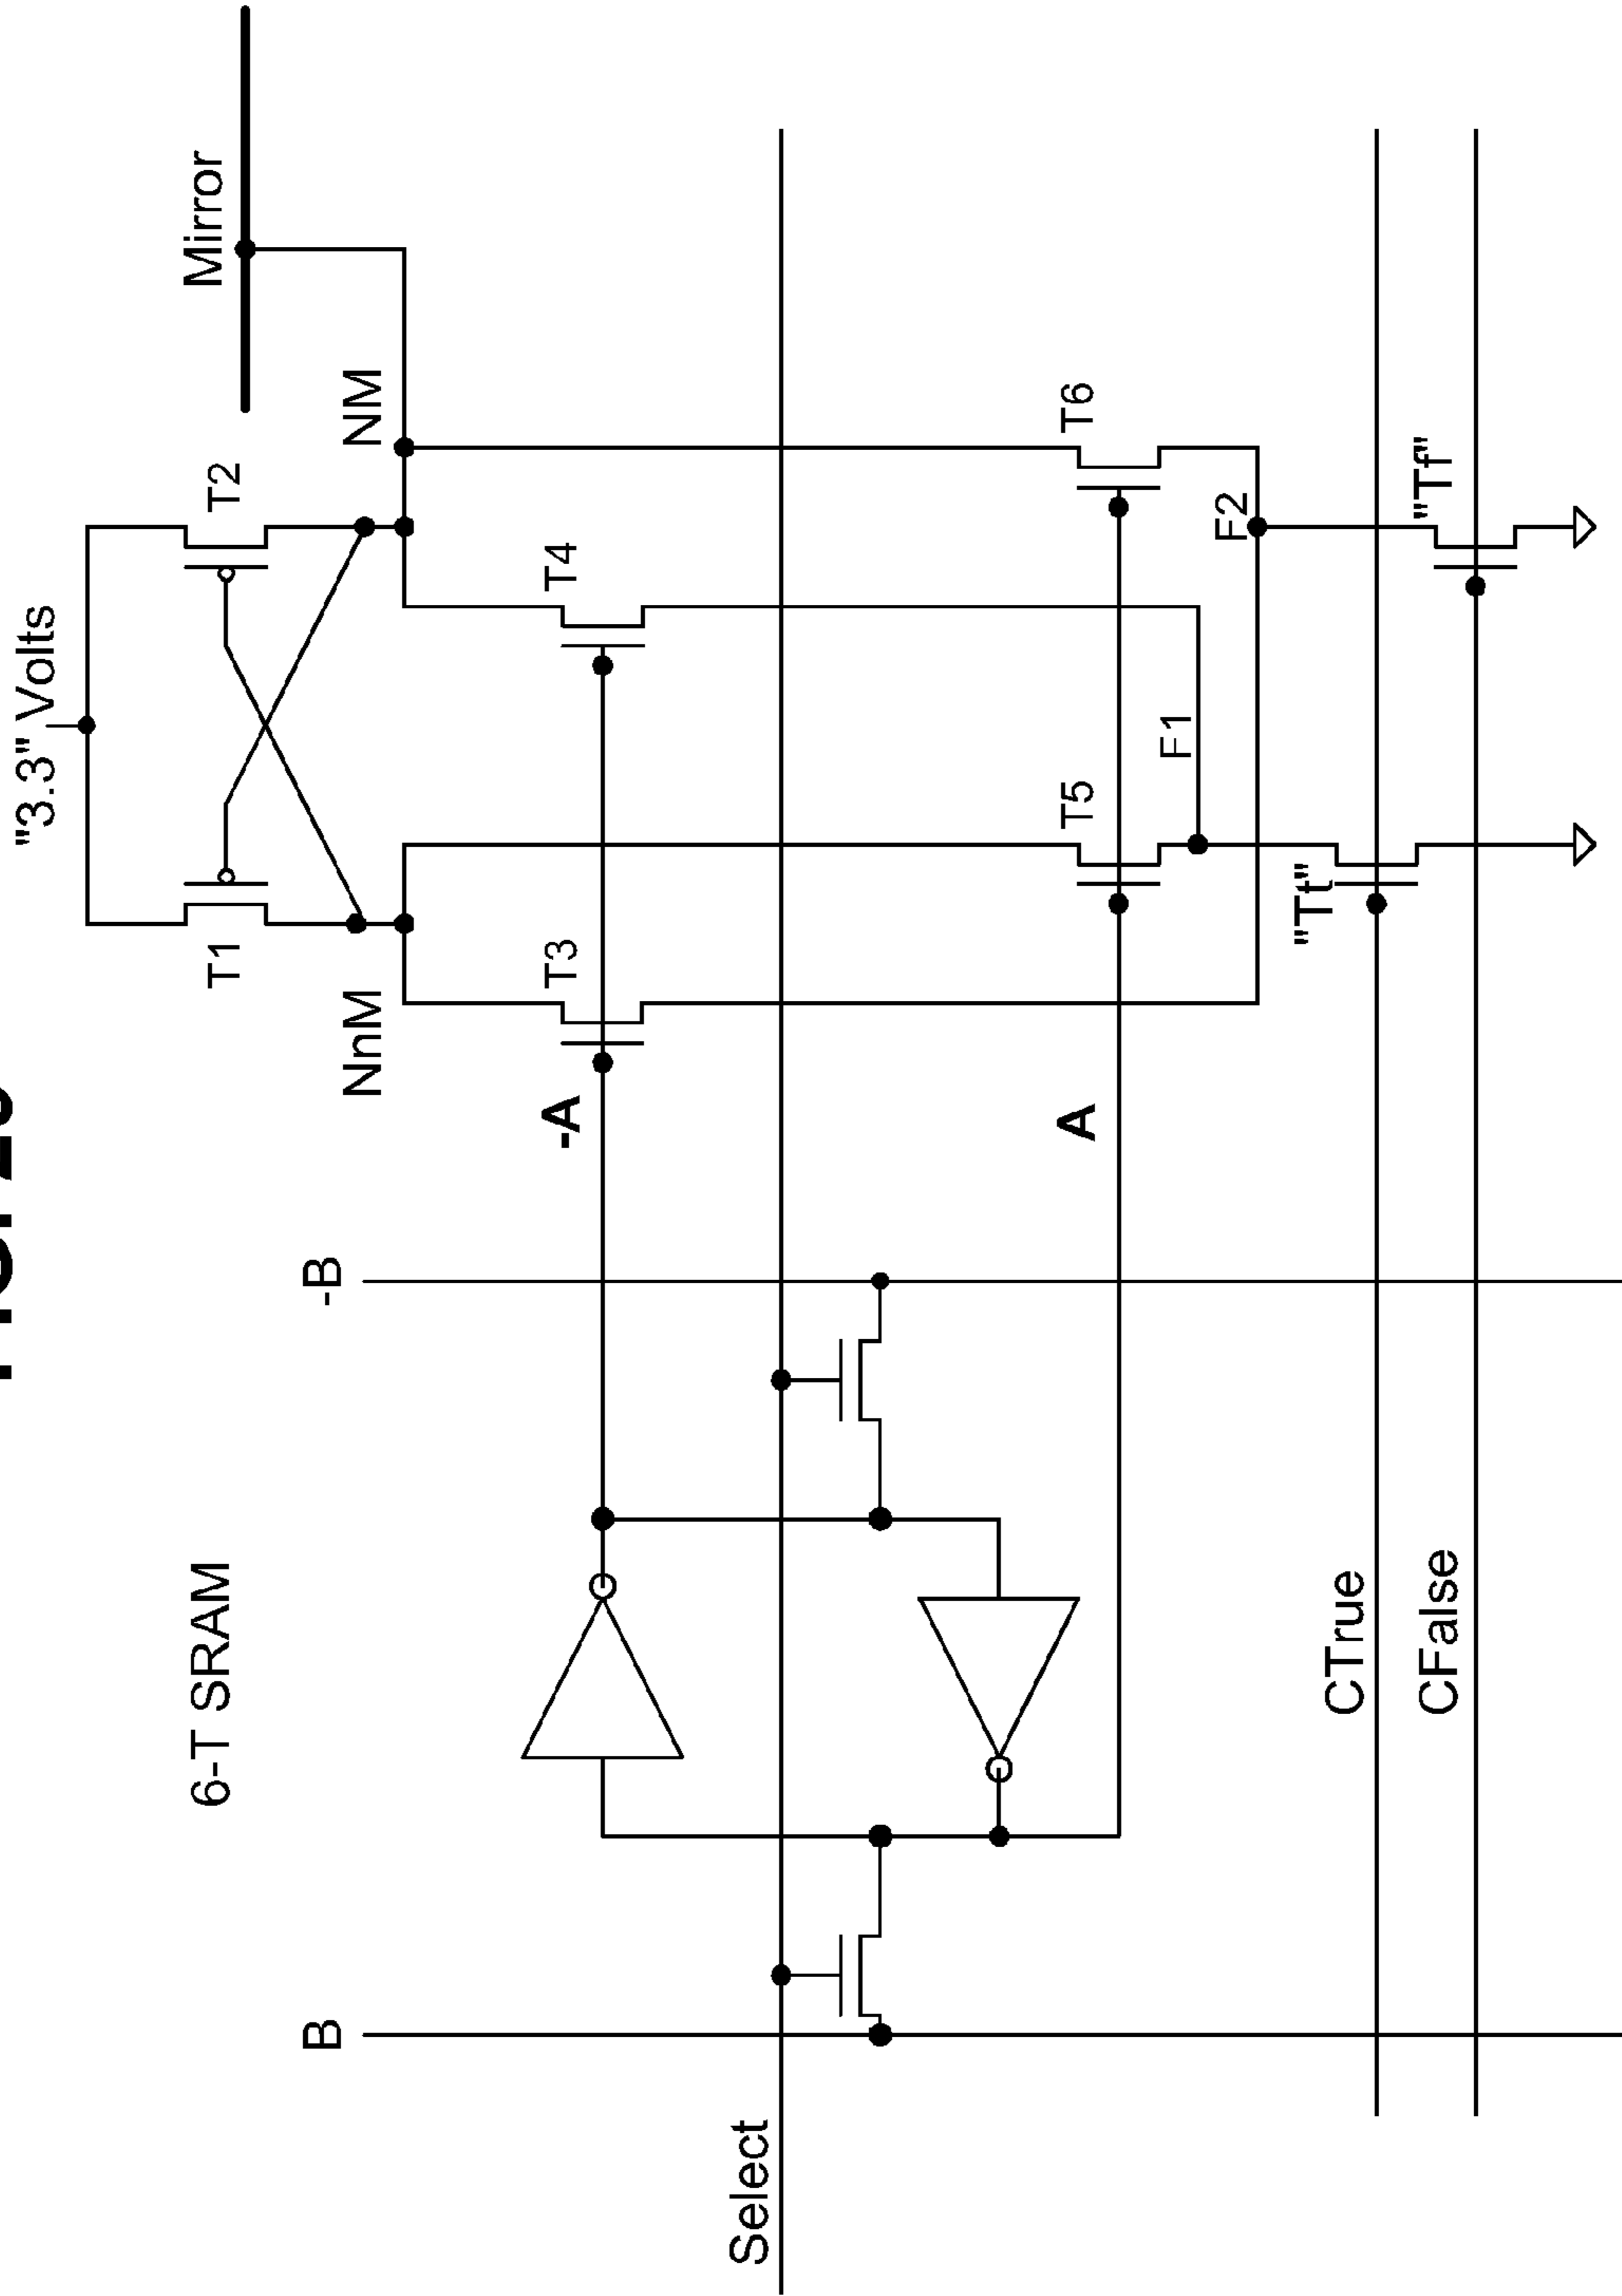 "3.3" Volts
6-T SRAM
T1
T2
Mirror
B
-B
NnM
NM
-A
T3
T4
Select
A
T5
F1
T6
F2
"Tt"
CTrue
CFalse
"Tf"